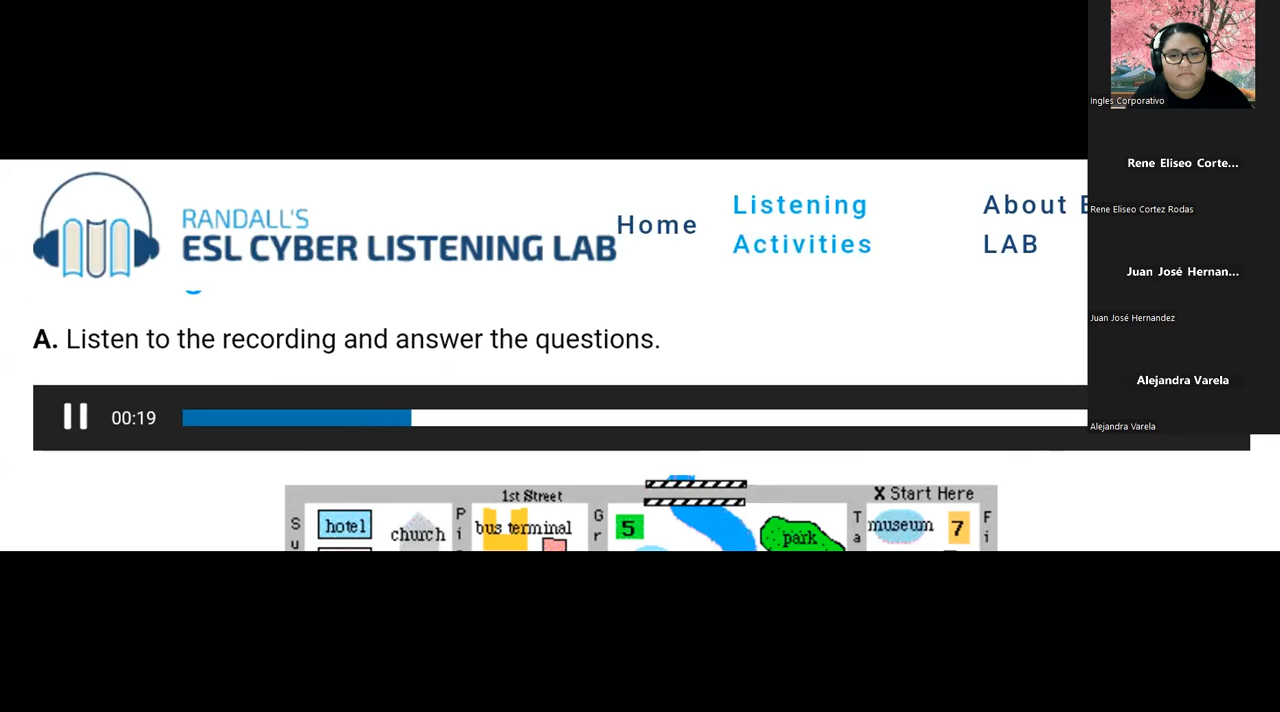 Ingles Corporativo
Rene Eliseo Corte...
Rene Eliseo Cortez Rodas
Juan José Hernan...
Juan José Hernandez
Alejandra Varela
Alejandra Varela
RANDALL'S
ESL CYBER LISTENING LAB
Home
Listening
Activities
About
LAB
A. Listen to the recording and answer the questions.
00:19
1st Street
X Start Here
S
u
hotel
church
P
i
bus terminal
G
r
5
park
T
a
museum
7
F
i